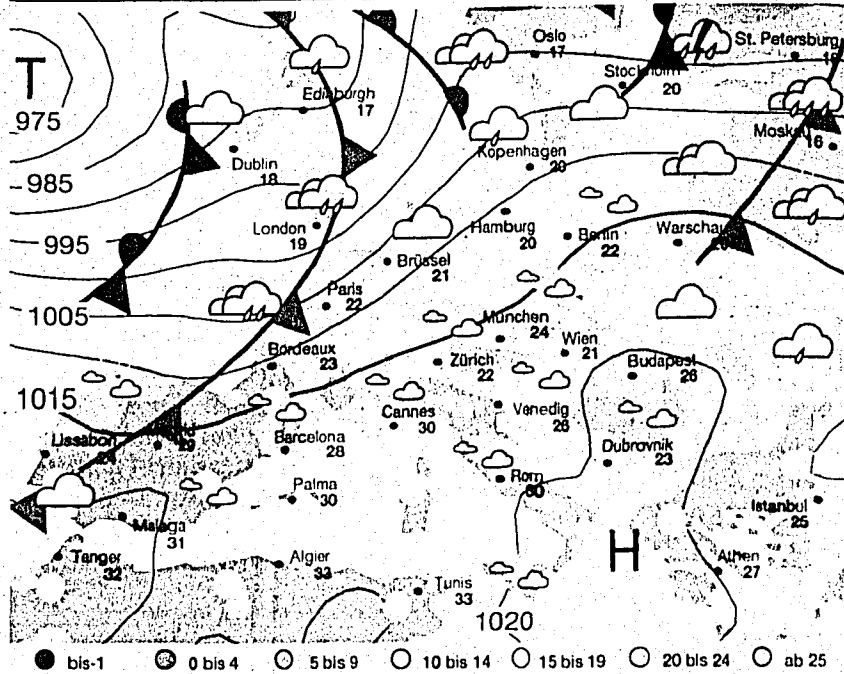 T
975
985
995
1005
1015
Oslo
17
St. Petersburg
Stockholm
20
Edinburgh
17
Moskau
16
Dublin
18
Kopenhagen
20
London
19
Hamburg
20
Berlin
22
Warschau
Brüssel
21
Paris
22
München
24
Wien
21
Bordeaux
23
Zürich
22
Budapest
26
Cannes
30
Venedig
26
Lissabon
29
Barcelona
28
Dubrovnik
23
Rom
30
Palma
30
Istanbul
25
Malaga
31
H
Tanger
32
Algier
33
Athen
27
Tunis
33
1020
bis-1 0 bis 4 5 bis 9 10 bis 14 15 bis 19 20 bis 24 ab 25